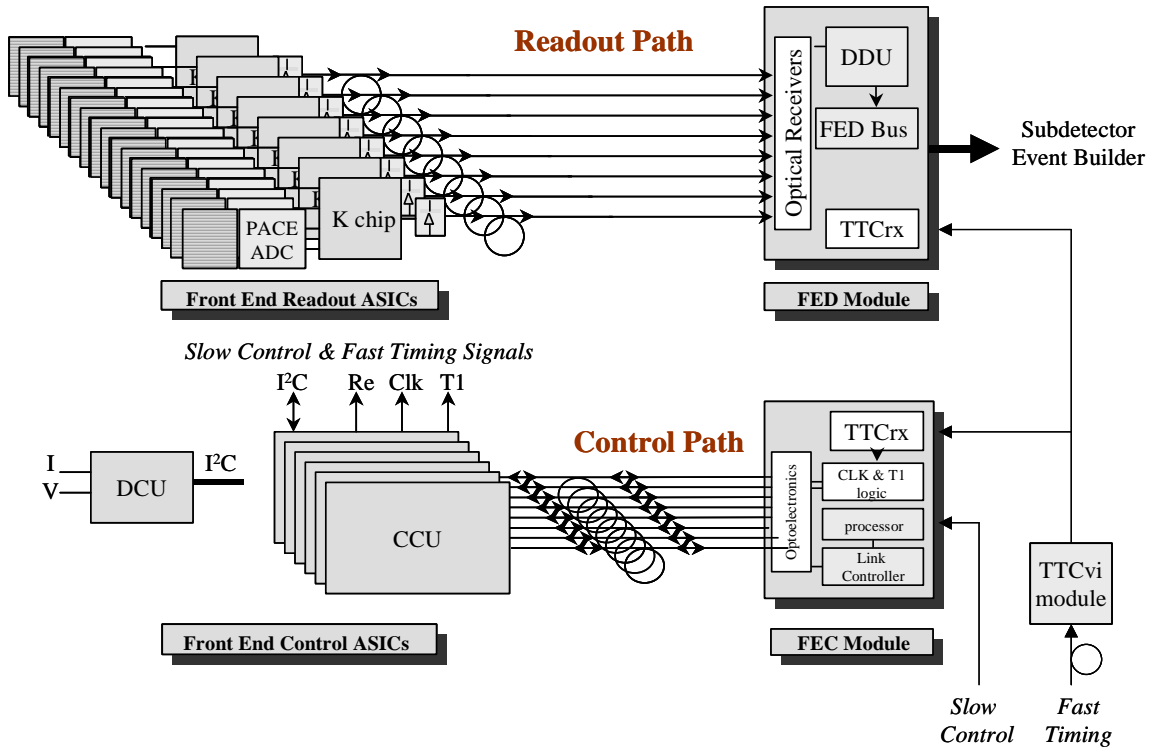 Readout Path
Optical Receivers
DDU
FED Bus
TTCrx
Subdetector
Event Builder
PACE
ADC
K chip
Front End Readout ASICs
FED Module
Slow Control & Fast Timing Signals
I²C
Re
Clk
T1
Control Path
I
V
DCU
I²C
CCU
Optoelectronics
TTCrx
CLK & T1
logic
processor
Link
Controller
TTCvi
module
Front End Control ASICs
FEC Module
Slow
Control
Fast
Timing